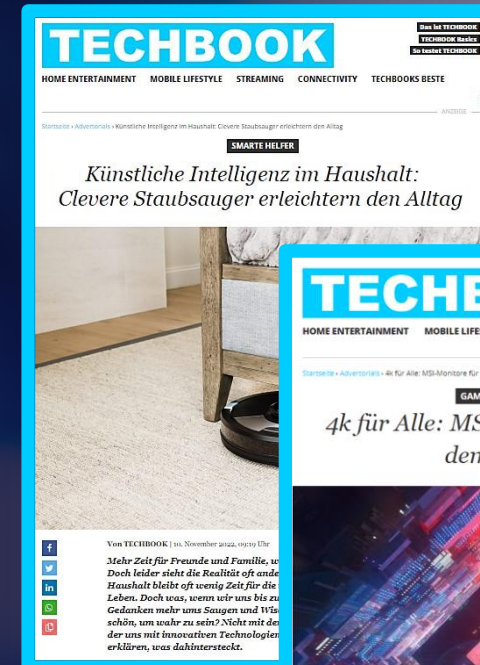 TECHBOOK
Das ist TECHBOOK
TECHBOOK Basics
So testet TECHBOOK
HOME ENTERTAINMENT MOBILE LIFESTYLE STREAMING CONNECTIVITY TECHBOOKS BESTE
ANZEIGE
Startseite » Advertorials » Künstliche Intelligenz im Haushalt: Clevere Staubsauger erleichtern den Alltag
SMARTE HELFER
Künstliche Intelligenz im Haushalt:
Clevere Staubsauger erleichtern den Alltag
Von TECHBOOK | 10. November 2022, 09:19 Uhr
Mehr Zeit für Freunde und Familie, w
Doch leider sieht die Realität oft ande
Haushalt bleibt oft wenig Zeit für die
Leben. Doch was, wenn wir uns bis zu
Gedanken mehr ums Saugen und Wis
schön, um wahr zu sein? Nicht mit de
der uns mit innovativen Technologien
erklären, was dahintersteckt.
TECHB
HOME ENTERTAINMENT MOBILE LIFES
Startseite » Advertorials » 4k für Alle: MSI-Monitore für
GAM
4k für Alle: MS
den